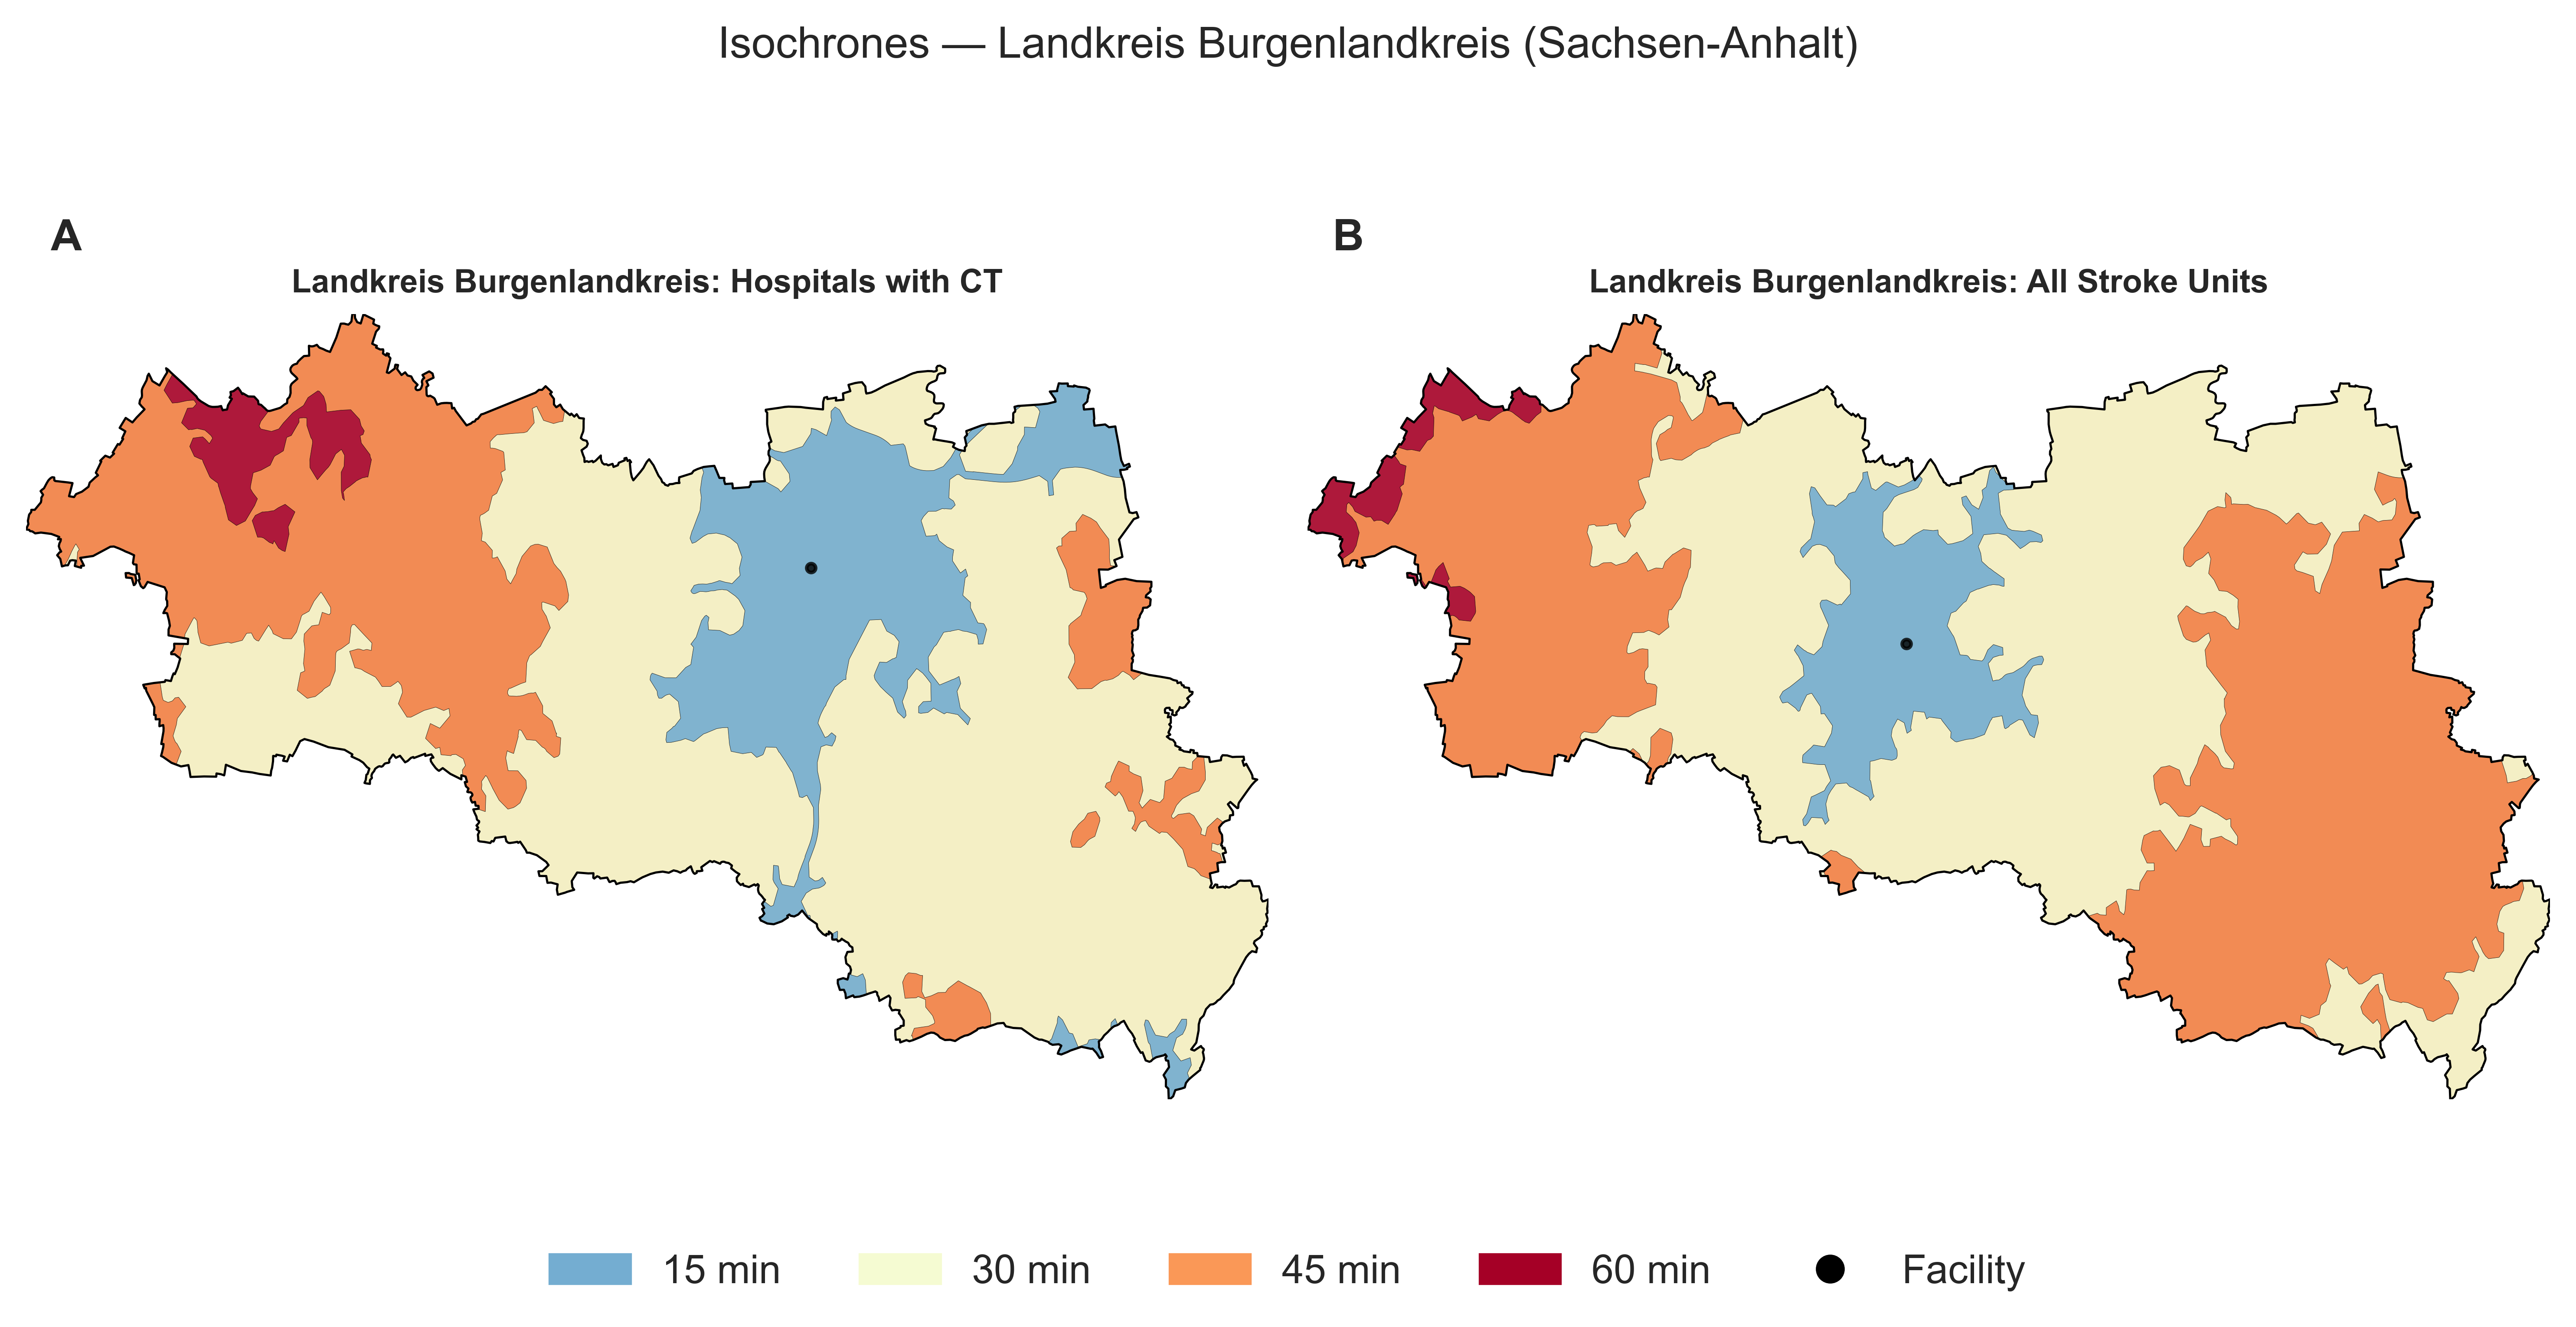 Isochrones — Landkreis Burgenlandkreis (Sachsen-Anhalt)
A
Landkreis Burgenlandkreis: Hospitals with CT
B
Landkreis Burgenlandkreis: All Stroke Units
15 min
30 min
45 min
60 min
Facility